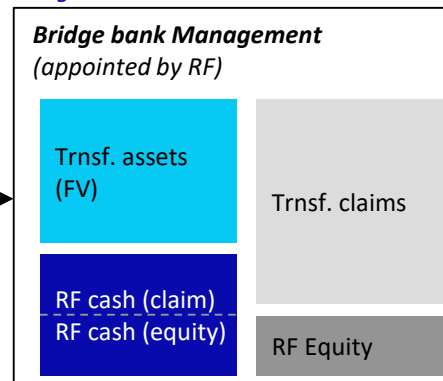 Bridge bank Management
(appointed by RF)
Trnsf. assets
(FV)
Trnsf. claims
RF cash (claim)
RF cash (equity)
RF Equity